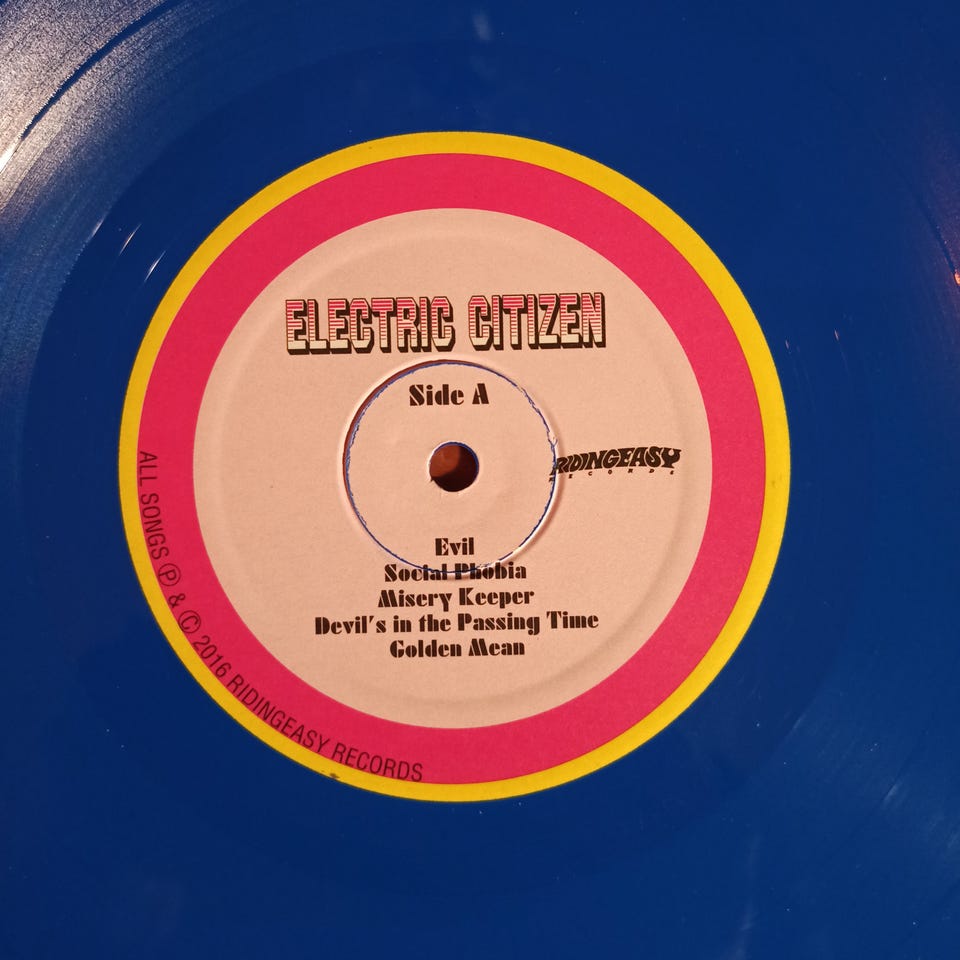 ELECTRIC CITIZEN
Side A
RIDINGEASY
RECORDS
Evil
Social Phobia
Misery Keeper
Devil's in the Passing Time
Golden Mean
ALL SONGS Ⓟ & Ⓒ 2016 RIDINGEASY RECORDS